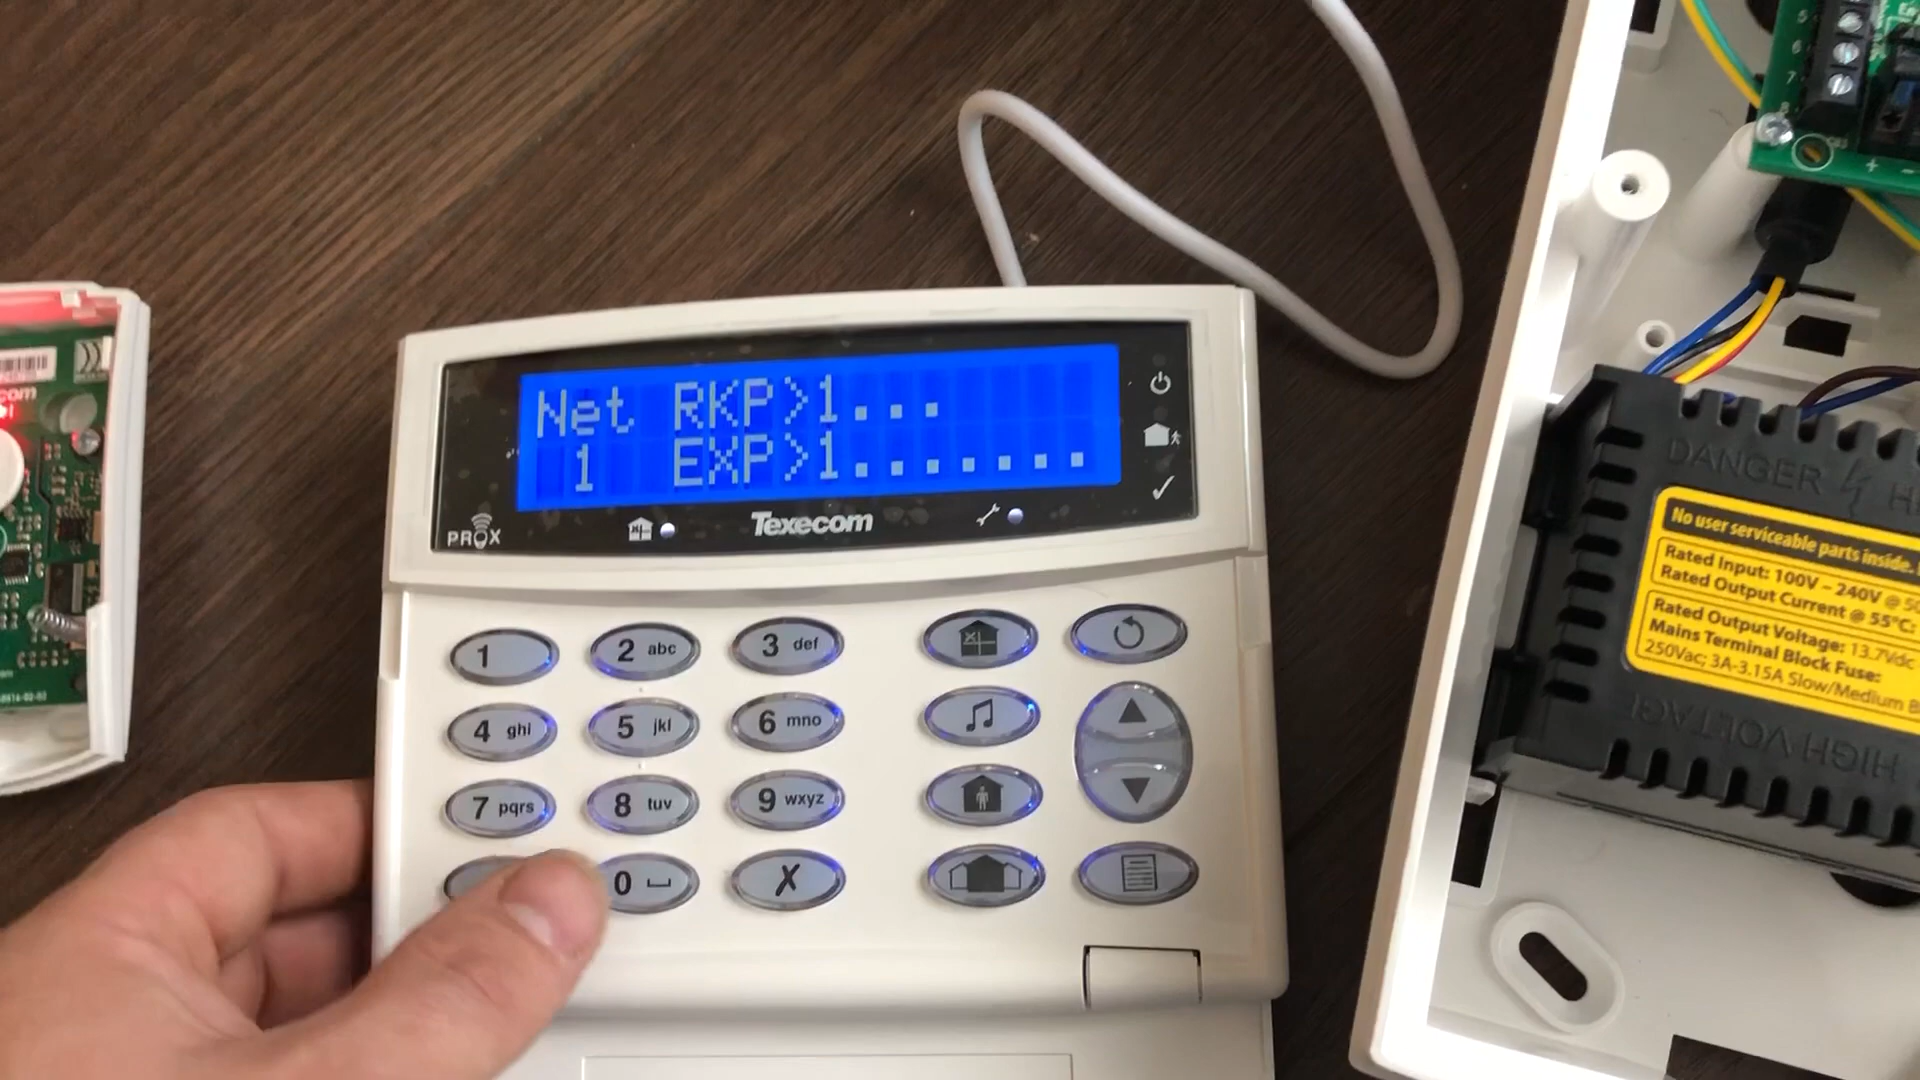 Net RKP>1...
1 EXP>1.......
PROX
Texecom
1
2 abc
3 def
4 ghi
5 jkl
6 mno
7 pqrs
8 tuv
9 wxyz
0
X
5
6
7
+ -
DANGER
No user serviceable parts inside.
Rated Input: 100V – 240V @
Rated Output Current @ 55°C:
Rated Output Voltage: 13.7Vdc
Mains Terminal Block Fuse:
250Vac; 3A-3.15A Slow/Medium
HIGH VOLTAGE